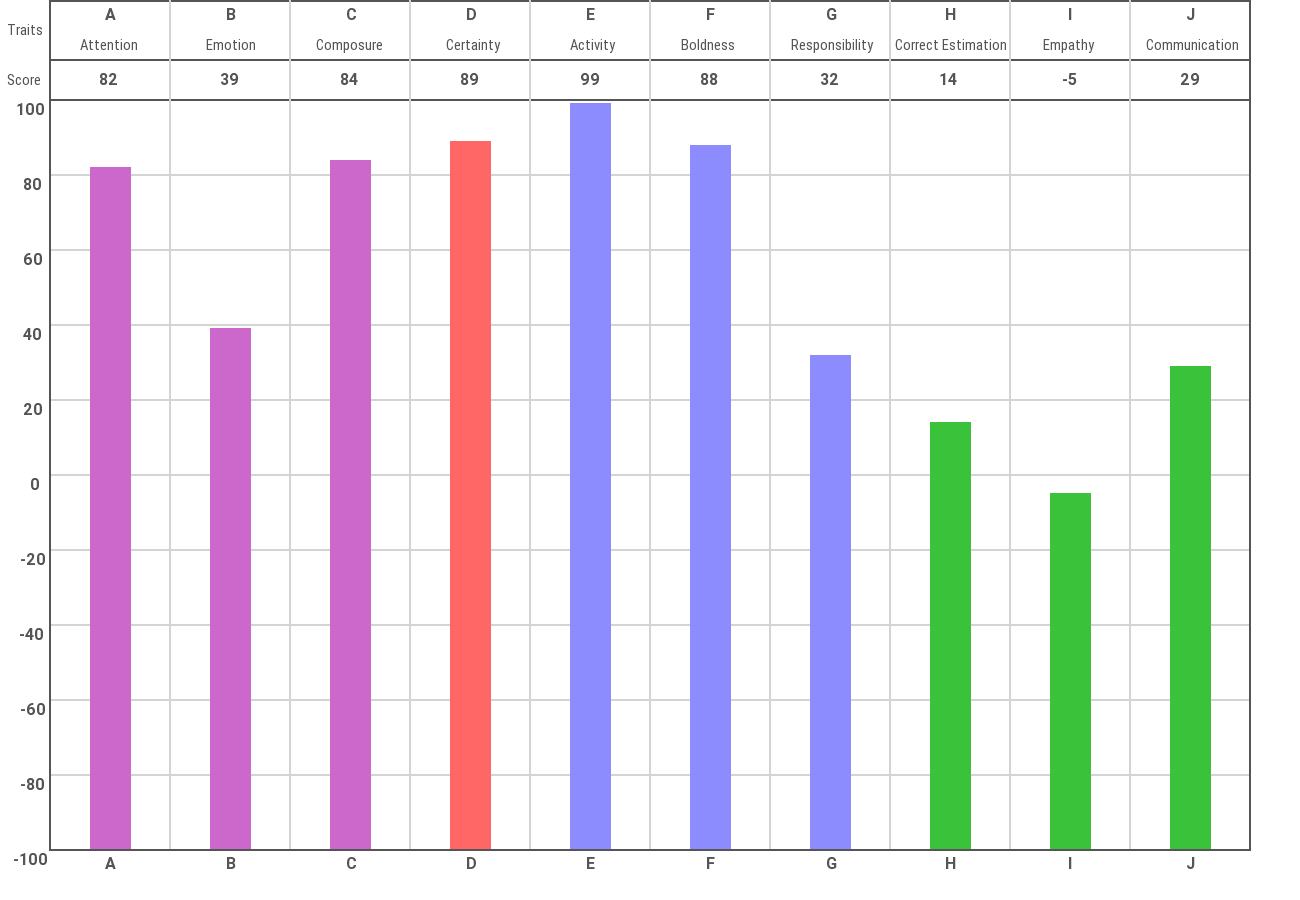 A B C D E F G H I J
Traits
Attention Emotion Composure Certainty Activity Boldness Responsibility Correct Estimation Empathy Communication
Score 82 39 84 89 99 88 32 14 -5 29
100
80
60
40
20
0
-20
-40
-60
-80
-100
A B C D E F G H I J